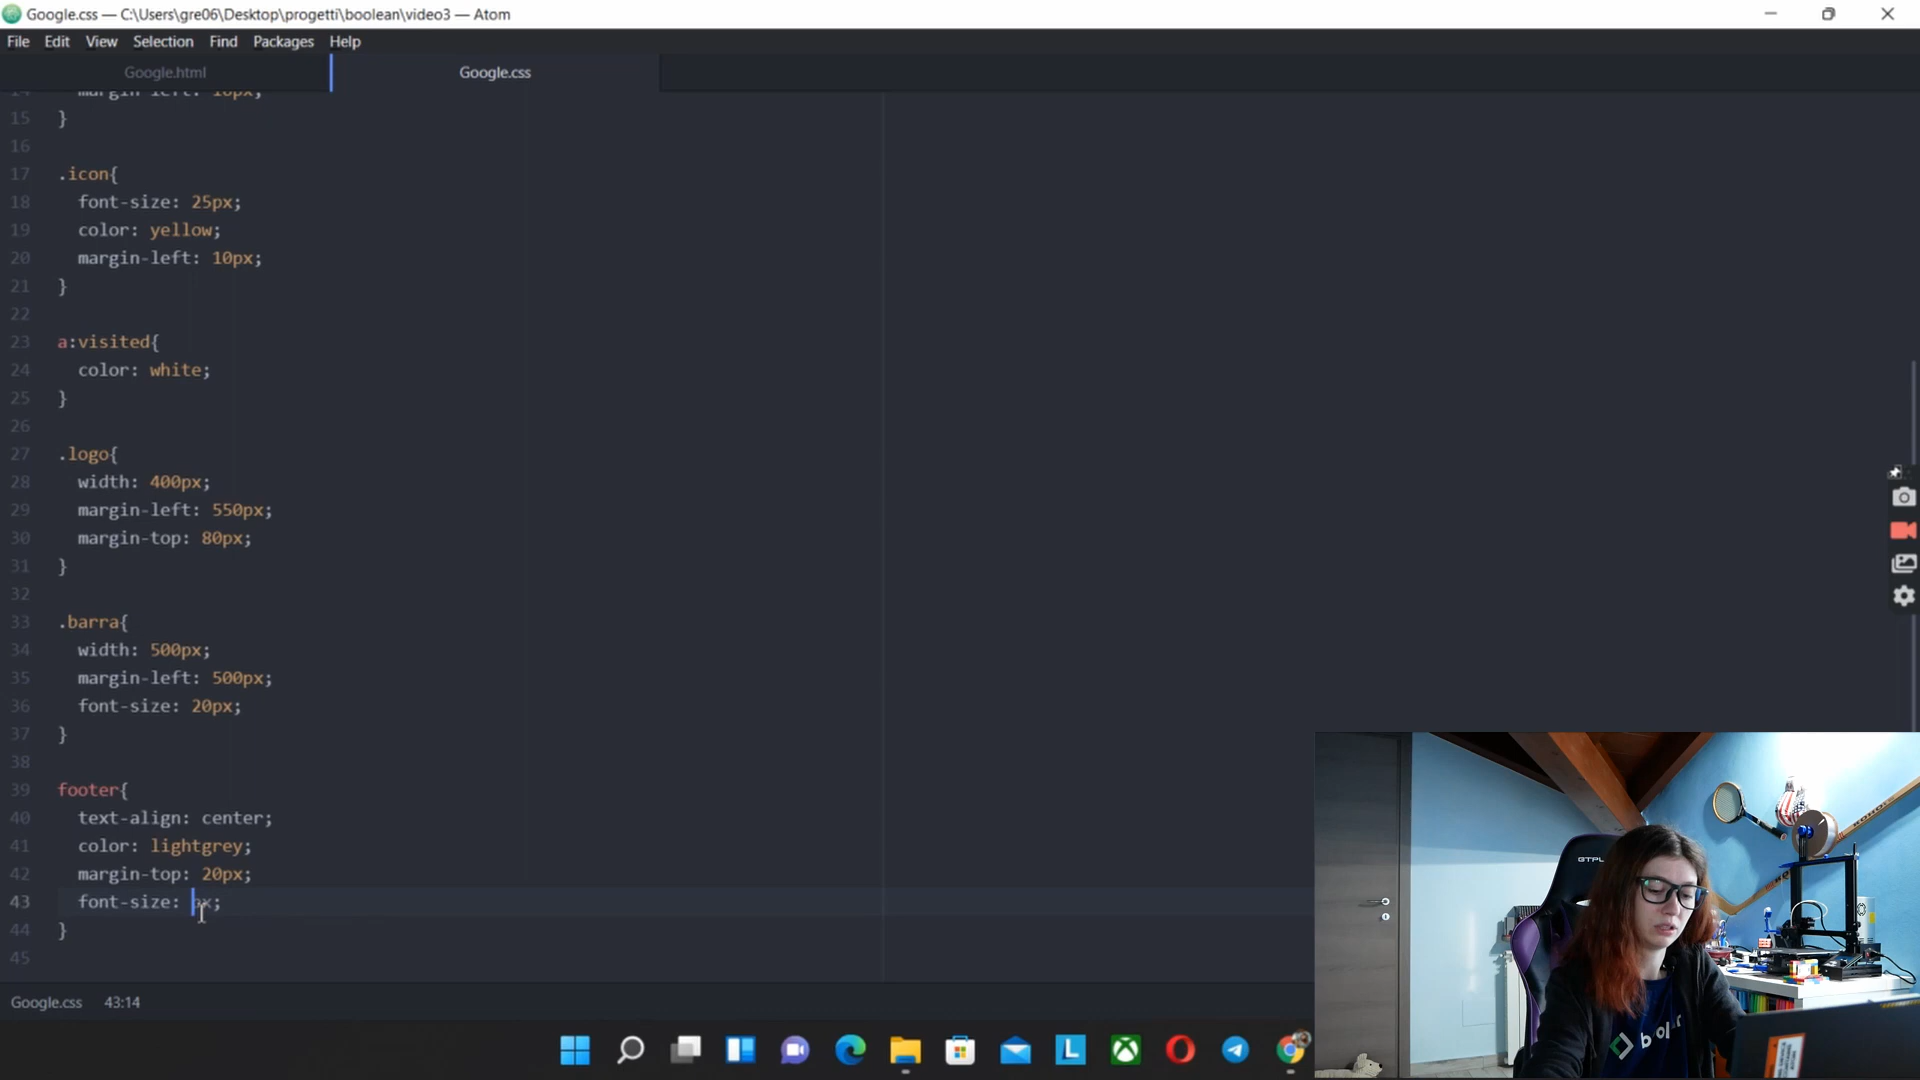 Google.css — C:\Users\gre06\Desktop\progetti\boolean\video3 — Atom
File Edit View Selection Find Packages Help
Google.html Google.css
15 }
16
17 .icon{
18 font-size: 25px;
19 color: yellow;
20 margin-left: 10px;
21 }
22
23 a:visited{
24 color: white;
25 }
26
27 .logo{
28 width: 400px;
29 margin-left: 550px;
30 margin-top: 80px;
31 }
32
33 .barra{
34 width: 500px;
35 margin-left: 500px;
36 font-size: 20px;
37 }
38
39 footer{
40 text-align: center;
41 color: lightgrey;
42 margin-top: 20px;
43 font-size: px;
44 }
45
Google.css 43:14
L